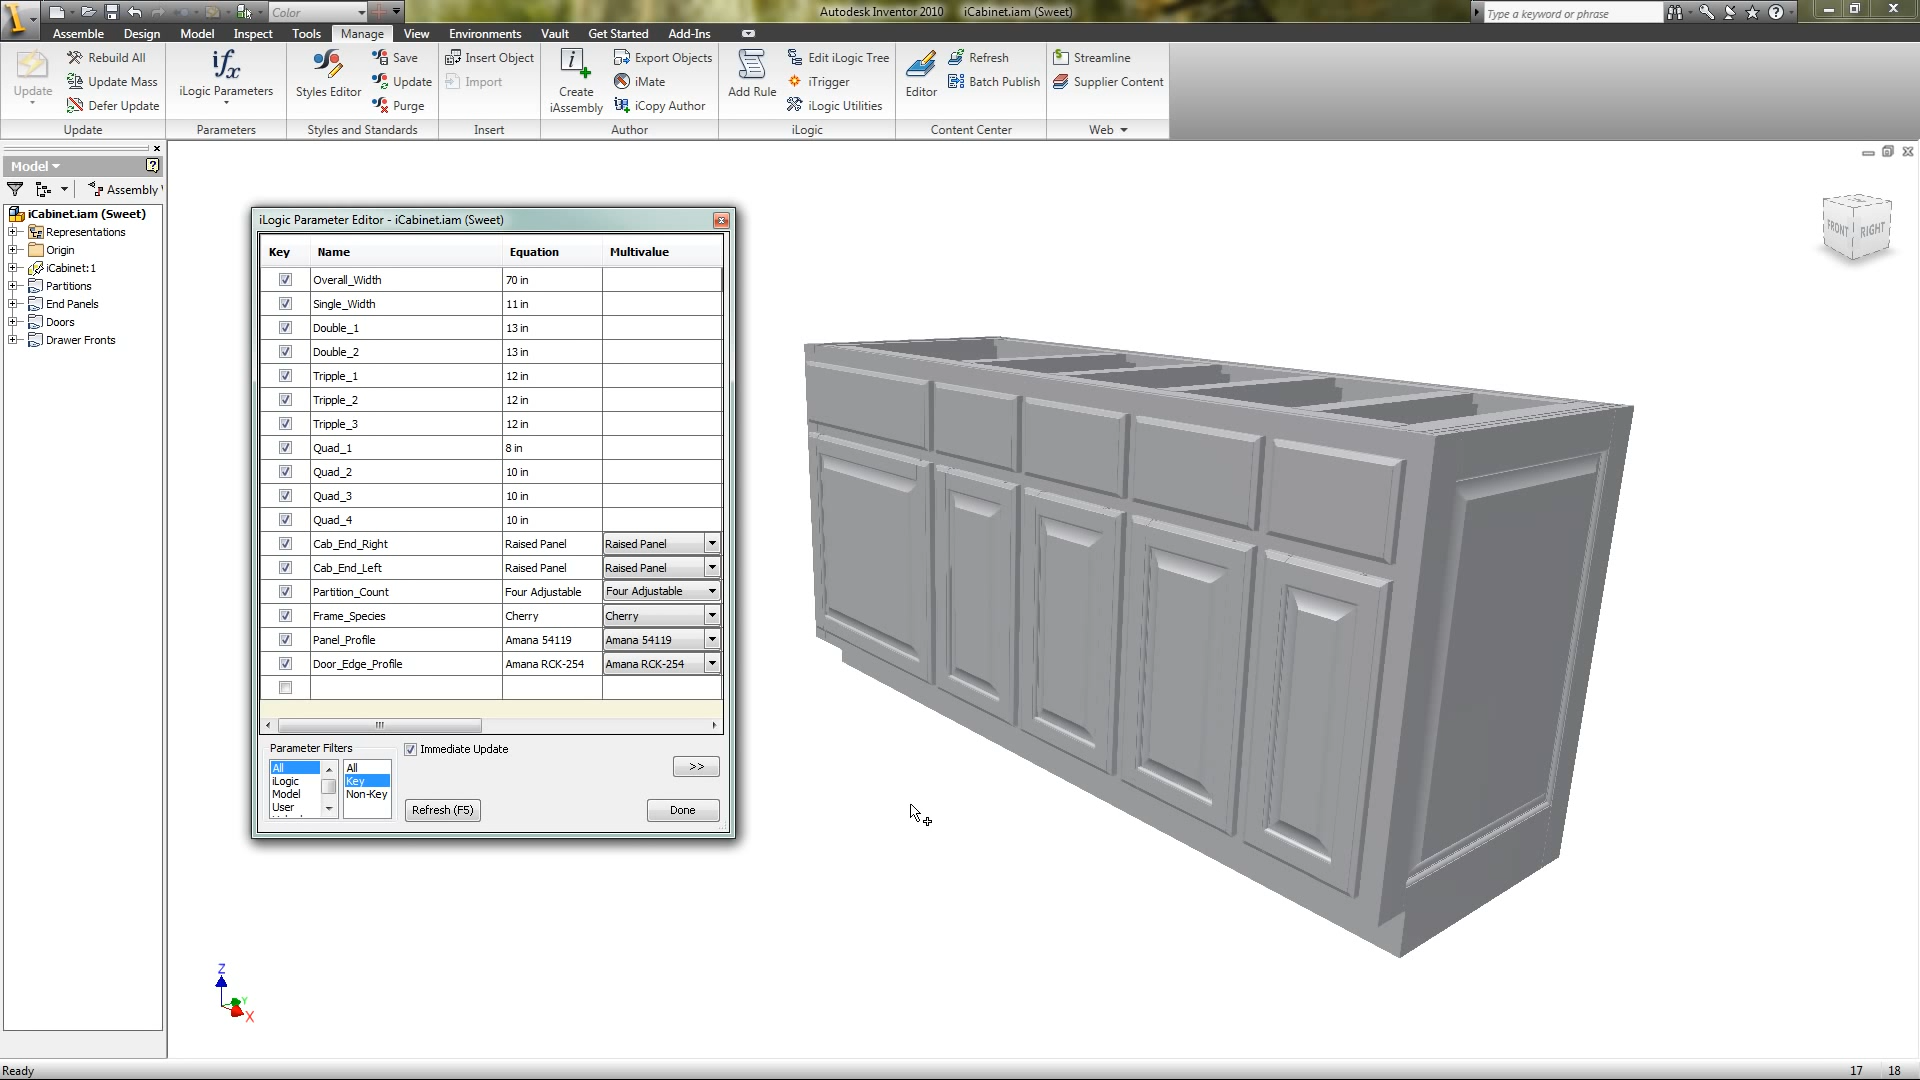 Color
Autodesk Inventor 2010 iCabinet.iam (Sweet)
Type a keyword or phrase
Assemble Design Model Inspect Tools Manage View Environments Vault Get Started Add-Ins
Update
Rebuild All
Update Mass
Defer Update
Update
iLogic Parameters
Parameters
Styles Editor
Save
Update
Purge
Styles and Standards
Insert Object
Import
Insert
Create iAssembly
Export Objects
iMate
iCopy Author
Author
Add Rule
Edit iLogic Tree
iTrigger
iLogic Utilities
iLogic
Editor
Refresh
Batch Publish
Content Center
Streamline
Supplier Content
Web
Model
Assembly
iCabinet.iam (Sweet)
Representations
Origin
iCabinet:1
Partitions
End Panels
Doors
Drawer Fronts
iLogic Parameter Editor - iCabinet.iam (Sweet)
Key Name Equation Multivalue
Overall_Width 70 in
Single_Width 11 in
Double_1 13 in
Double_2 13 in
Tripple_1 12 in
Tripple_2 12 in
Tripple_3 12 in
Quad_1 8 in
Quad_2 10 in
Quad_3 10 in
Quad_4 10 in
Cab_End_Right Raised Panel Raised Panel
Cab_End_Left Raised Panel Raised Panel
Partition_Count Four Adjustable Four Adjustable
Frame_Species Cherry Cherry
Panel_Profile Amana 54119 Amana 54119
Door_Edge_Profile Amana RCK-254 Amana RCK-254
Parameter Filters
All
iLogic
Model
User
All
Key
Non-Key
Immediate Update
>>
Refresh (F5)
Done
FRONT RIGHT
Z
Y
X
Ready
17 18